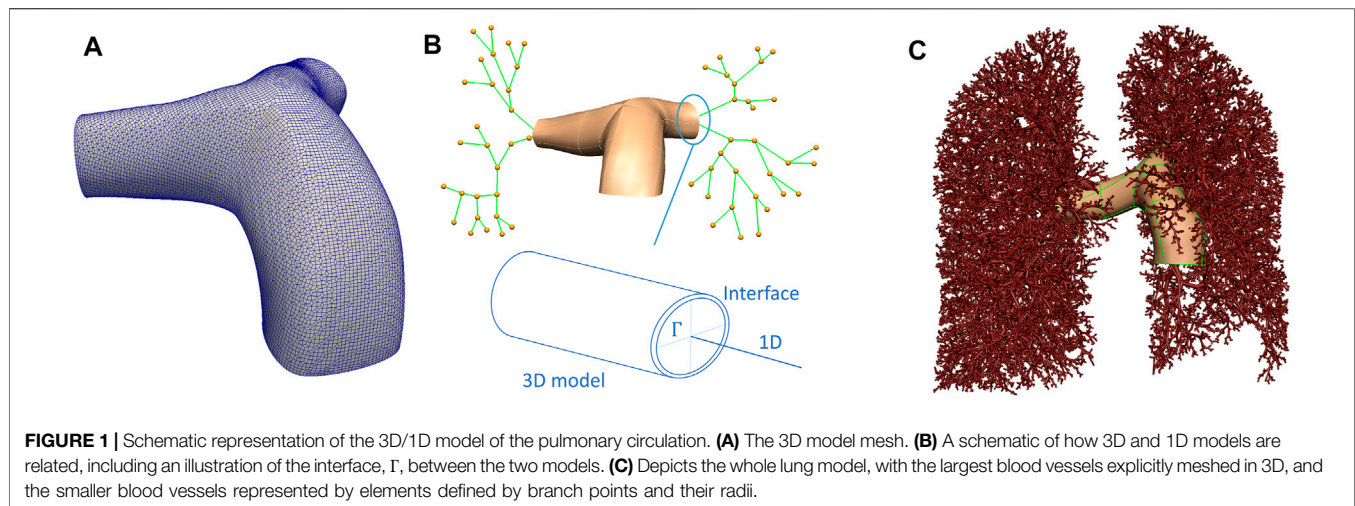 A
B
C
Interface
Γ
1D
3D model
FIGURE 1 | Schematic representation of the 3D/1D model of the pulmonary circulation. (A) The 3D model mesh. (B) A schematic of how 3D and 1D models are
related, including an illustration of the interface, Γ, between the two models. (C) Depicts the whole lung model, with the largest blood vessels explicitly meshed in 3D, and
the smaller blood vessels represented by elements defined by branch points and their radii.